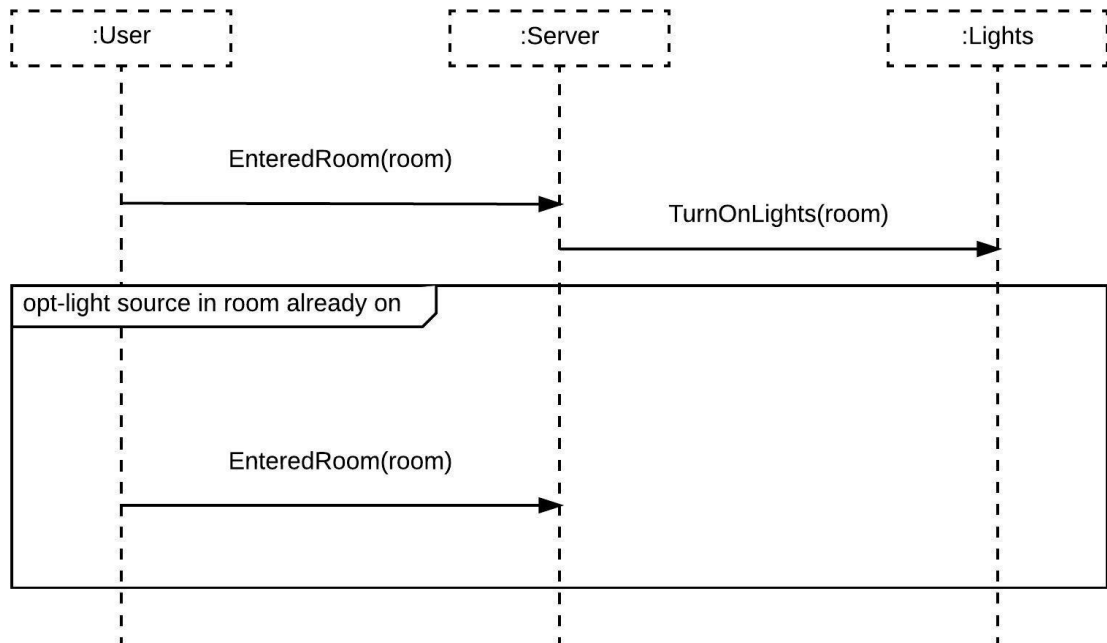 :User
:Server
:Lights
EnteredRoom(room)
TurnOnLights(room)
opt-light source in room already on
EnteredRoom(room)